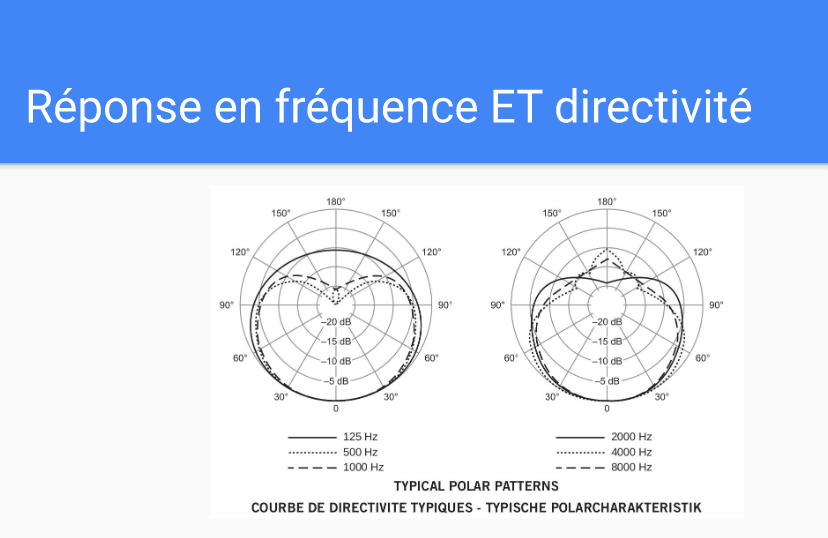 Réponse en fréquence ET directivité
180° 180°
150° 150° 150° 150°
120° 120° 120° 120°
90° 90° 90° 90°
–20 dB –20 dB
–15 dB –15 dB
60° 60° 60° 60°
–10 dB –10 dB
–5 dB –5 dB
30° 30° 30° 30°
0 0
125 Hz 2000 Hz
500 Hz 4000 Hz
1000 Hz 8000 Hz
TYPICAL POLAR PATTERNS
COURBE DE DIRECTIVITE TYPIQUES - TYPISCHE POLARCHARAKTERISTIK